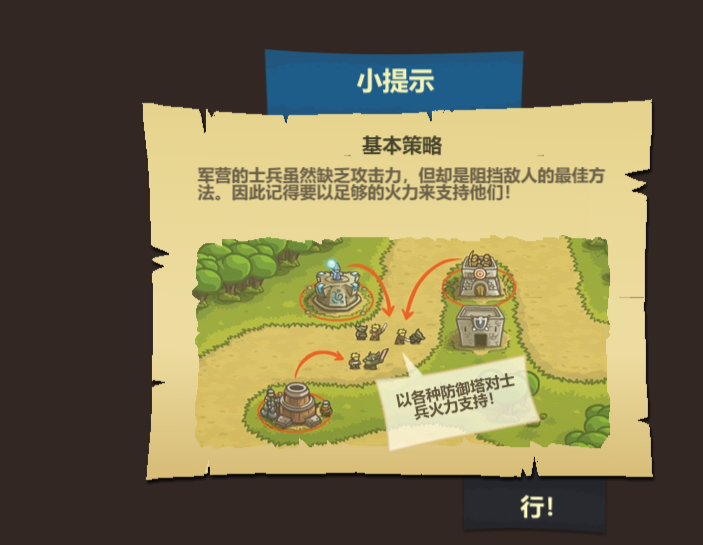 小提示
基本策略
军营的士兵虽然缺乏攻击力，但却是阻挡敌人的最佳方
法。因此记得要以足够的火力来支持他们！
以各种防御塔对士
兵火力支持！
行！